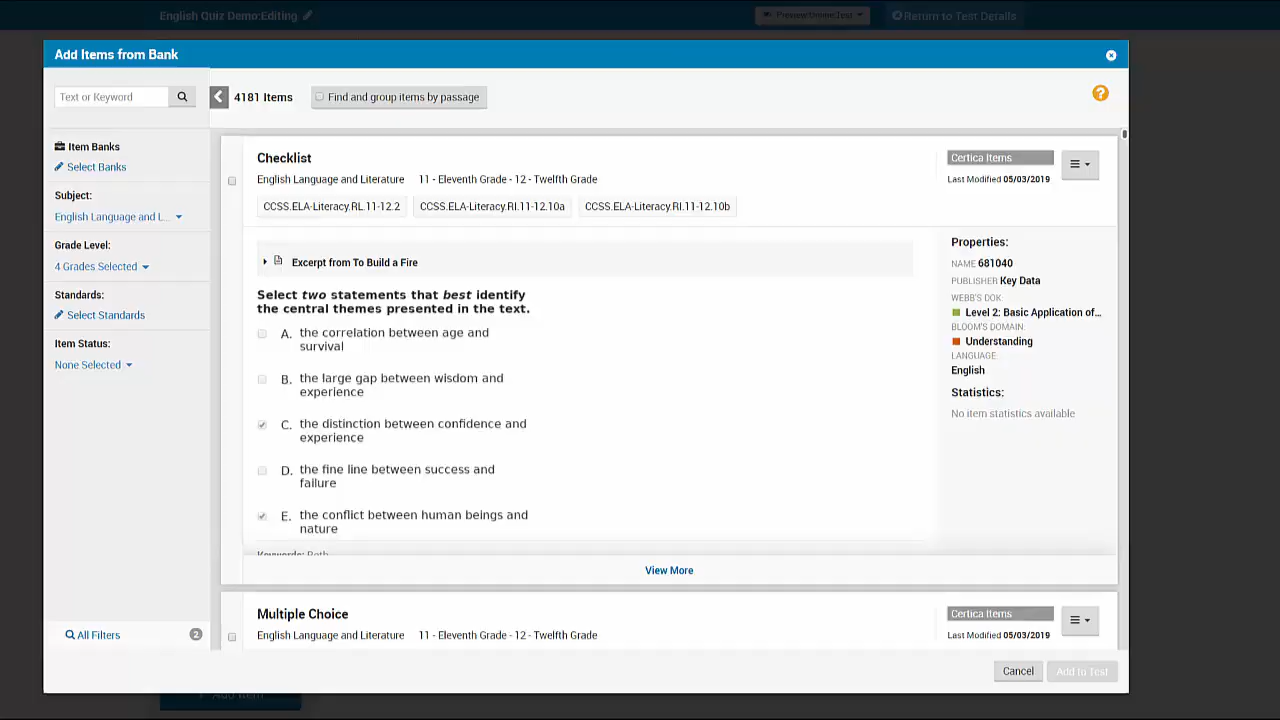 English Quiz Demo:Editing
Preview Online Test
Return to Test Details
Add Items from Bank
Text or Keyword
4181 Items
Find and group items by passage
?
Item Banks
Select Banks
Subject:
English Language and L...
Grade Level:
4 Grades Selected
Standards:
Select Standards
Item Status:
None Selected
All Filters
2
Checklist
English Language and Literature 11 - Eleventh Grade - 12 - Twelfth Grade
CCSS.ELA-Literacy.RL.11-12.2 CCSS.ELA-Literacy.RI.11-12.10a CCSS.ELA-Literacy.RI.11-12.10b
Certica Items
Last Modified 05/03/2019
Excerpt from To Build a Fire
Select two statements that best identify
the central themes presented in the text.
A. the correlation between age and
survival
B. the large gap between wisdom and
experience
C. the distinction between confidence and
experience
D. the fine line between success and
failure
E. the conflict between human beings and
nature
Keywords: Both
View More
Properties:
NAME 681040
PUBLISHER Key Data
WEBB'S DOK:
Level 2: Basic Application of...
BLOOM'S DOMAIN:
Understanding
LANGUAGE:
English
Statistics:
No item statistics available
Multiple Choice
English Language and Literature 11 - Eleventh Grade - 12 - Twelfth Grade
Certica Items
Last Modified 05/03/2019
Cancel
Add to Test
Add Item